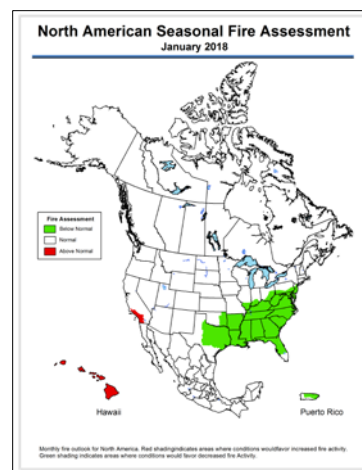 North American Seasonal Fire Assessment
January 2018
Fire Assessment
Below Normal
Normal
Above Normal
Hawaii
Puerto Rico
Monthly fire outlook for North America. Red shadingindicates areas where conditions wouldfavor increased fire activity.
Green shading indicates areas where conditions would favor decreased fire Activity.